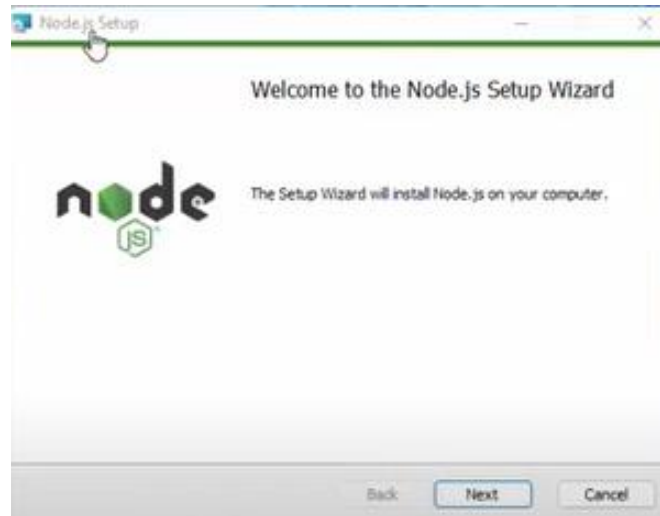 Node.js Setup
Welcome to the Node.js Setup Wizard
node
JS
The Setup Wizard will install Node.js on your computer.
Back Next Cancel